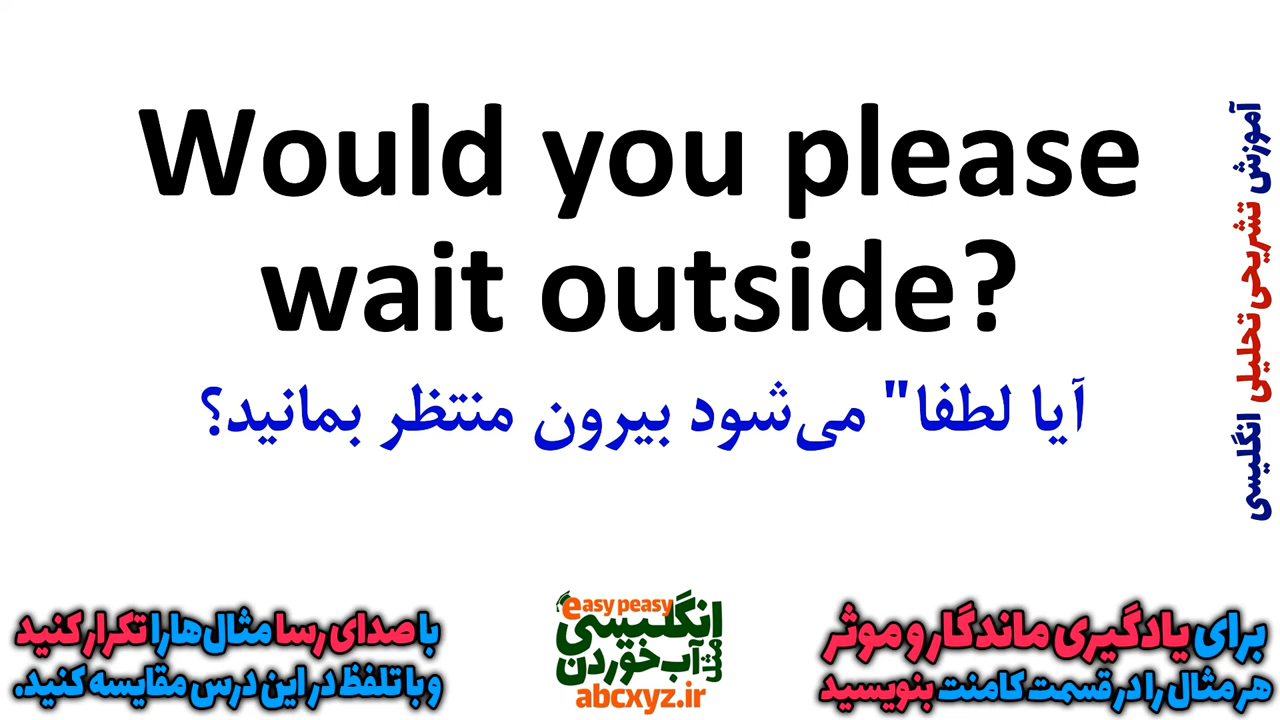 Would you please
wait outside?
آیا لطفا" می‌شود بیرون منتظر بمانید؟
آموزش تشریحی تحلیلی انگلیسی
برای یادگیری ماندگار و موثر
هر مثال را در قسمت کامنت بنویسید
easy peasy
انگلیسی
مثل آب خوردن
abcxyz.ir
با صدای رسا مثال‌ها را تکرار کنید
و با تلفظ در این درس مقایسه کنید.